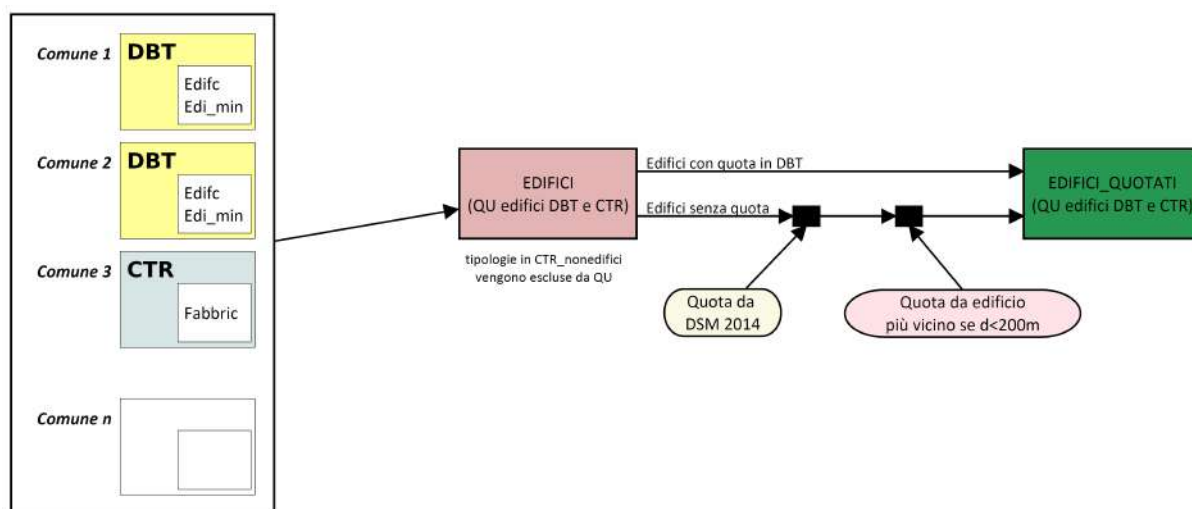 Comune 1
DBT
Edifc
Edi_min
Comune 2
DBT
Edifc
Edi_min
Comune 3
CTR
Fabbric
Comune n
EDIFICI
(QU edifici DBT e CTR)
tipologie in CTR_nonedifici
vengono escluse da QU
Edifici con quota in DBT
Edifici senza quota
Quota da
DSM 2014
Quota da edificio
più vicino se d<200m
EDIFICI_QUOTATI
(QU edifici DBT e CTR)